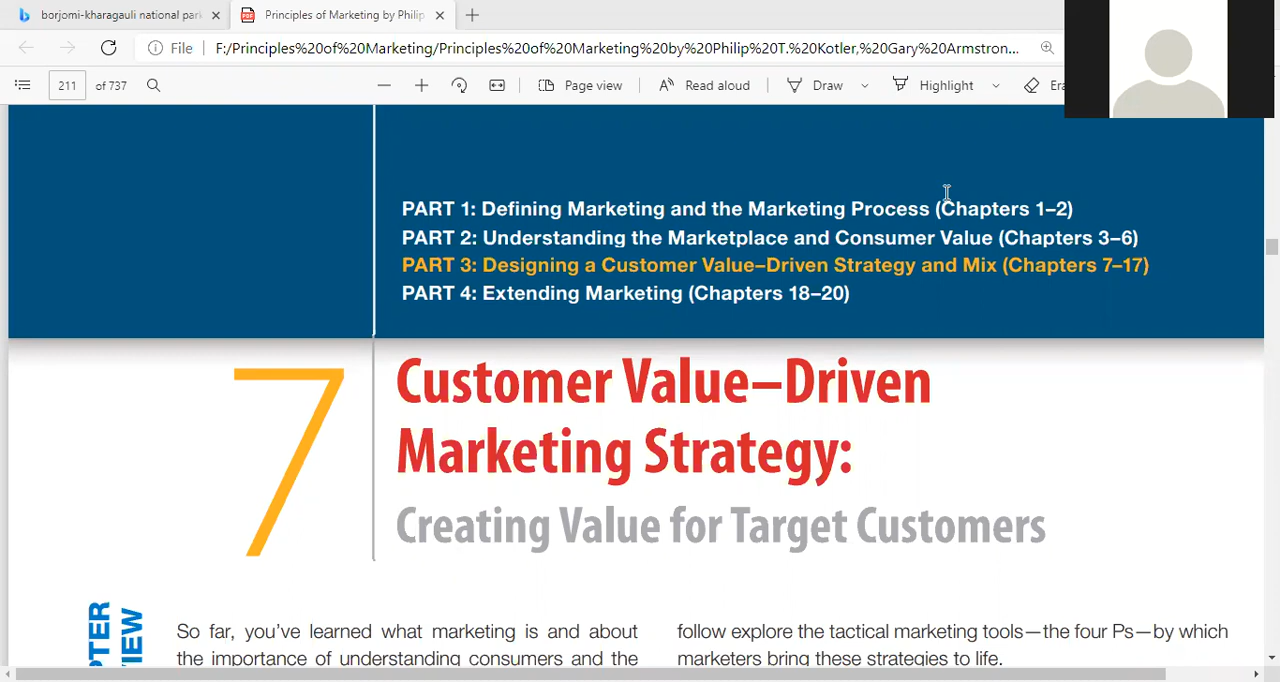 borjomi-kharagauli national park
Principles of Marketing by Philip
File
F:/Principles%20of%20Marketing/Principles%20of%20Marketing%20by%20Philip%20T.%20Kotler,%20Gary%20Armstron...
211 of 737
Page view
Read aloud
Draw
Highlight
Era
PART 1: Defining Marketing and the Marketing Process (Chapters 1–2)
PART 2: Understanding the Marketplace and Consumer Value (Chapters 3–6)
PART 3: Designing a Customer Value–Driven Strategy and Mix (Chapters 7–17)
PART 4: Extending Marketing (Chapters 18–20)
7
Customer Value–Driven
Marketing Strategy:
Creating Value for Target Customers
PTER
VIEW
So far, you've learned what marketing is and about
the importance of understanding consumers and the
follow explore the tactical marketing tools—the four Ps—by which
marketers bring these strategies to life.